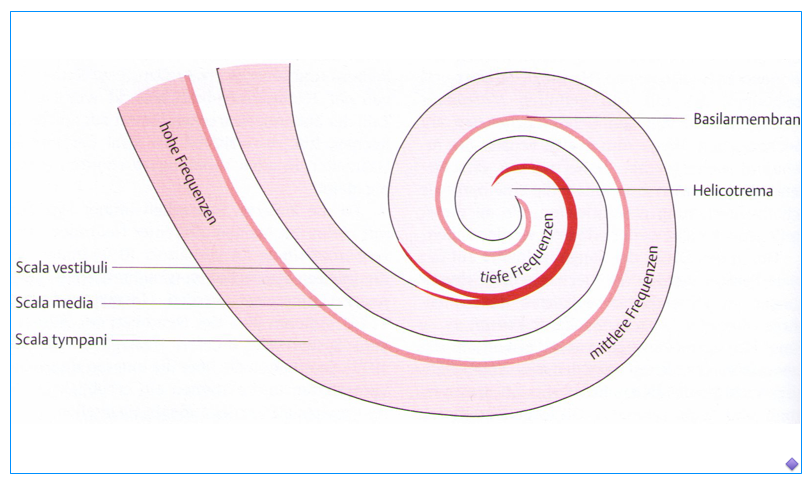 hohe Frequenzen
Basilarmembran
Helicotrema
tiefe Frequenzen
mittlere Frequenzen
Scala vestibuli
Scala media
Scala tympani